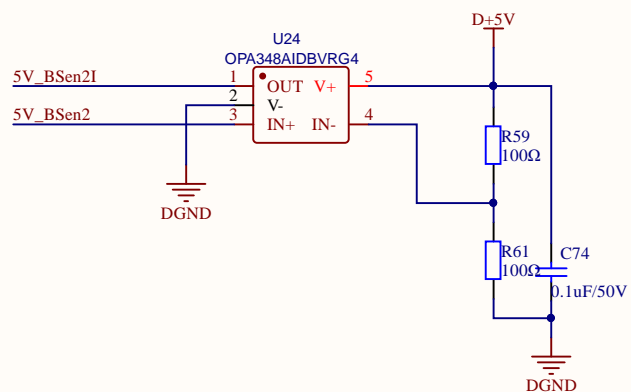 D+5V
U24
OPA348AIDBVRG4
5V_BSen2I
1
OUT
V+
5
2
V-
5V_BSen2
3
IN+
IN-
4
R59
100Ω
DGND
R61
100Ω
C74
0.1uF/50V
DGND